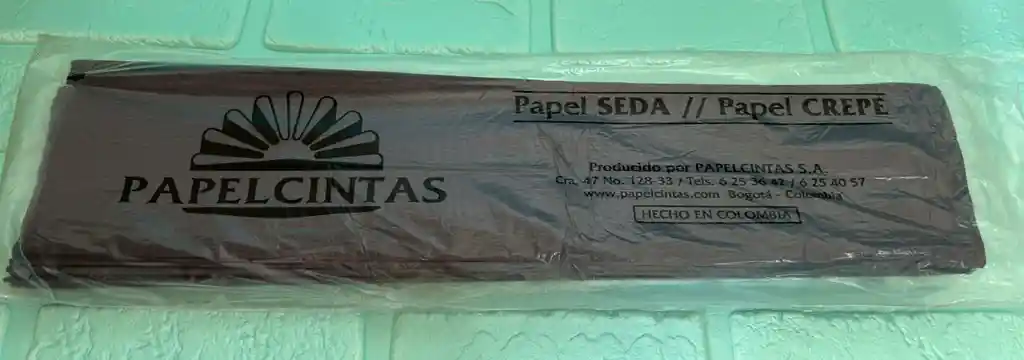 PAPELCINTAS
Papel SEDA // Papel CREPÉ
Producido por PAPELCINTAS S.A.
Cra. 47 No. 128-33 / Tels. 6 25 36 42 / 6 25 40 57
www.papelcintas.com Bogotá - Colombia
HECHO EN COLOMBIA